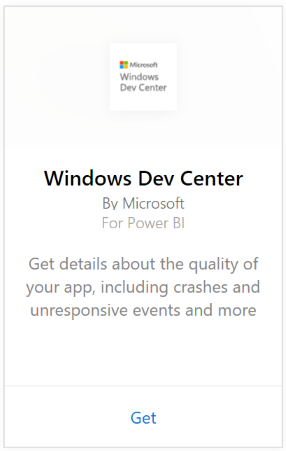 Microsoft
Windows
Dev Center
Windows Dev Center
By Microsoft
For Power BI
Get details about the quality of
your app, including crashes and
unresponsive events and more
Get